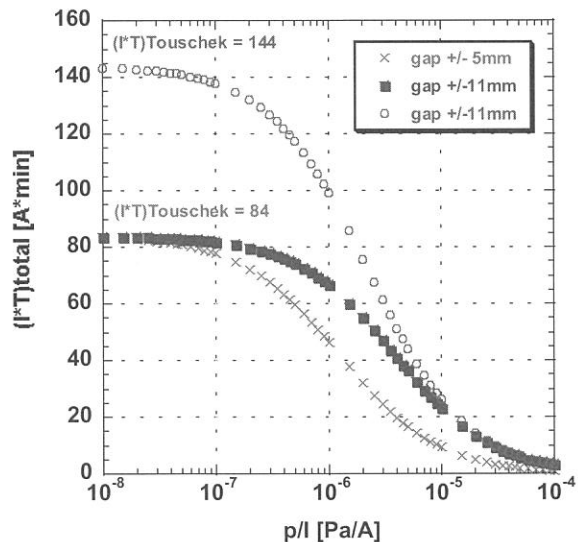 (I*T)Touschek = 144
gap +/- 5mm
gap +/-11mm
gap +/-11mm
(I*T)Touschek = 84
(I*T)total [A*min]
160
140
120
100
80
60
40
20
0
10-8
10-7
10-6
10-5
10-4
p/I [Pa/A]